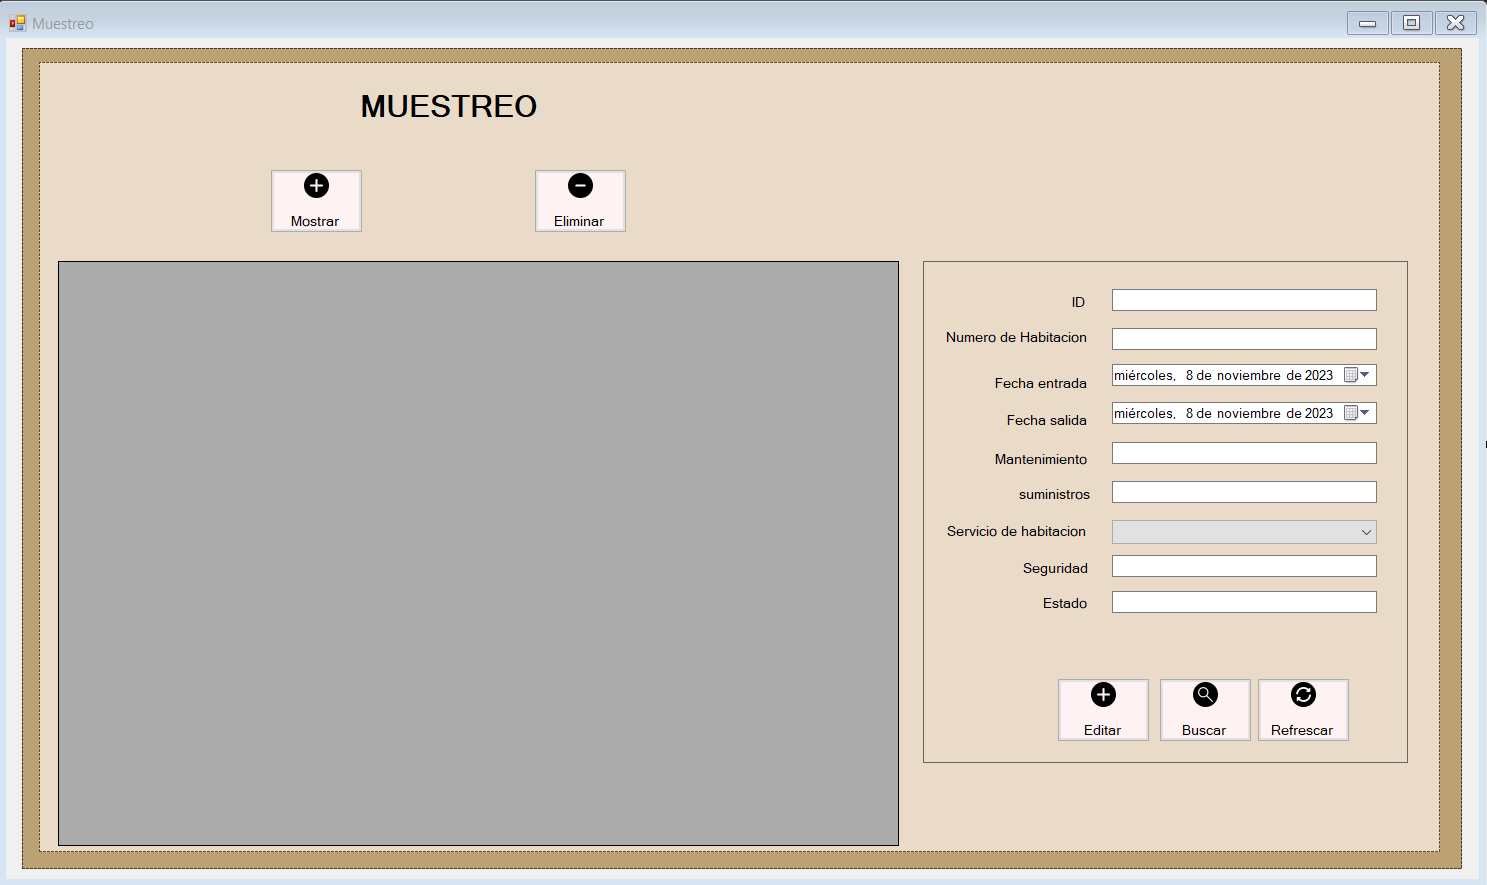 Muestreo
MUESTREO
Mostrar
Eliminar
ID
Numero de Habitacion
Fecha entrada
miércoles, 8 de noviembre de 2023
Fecha salida
miércoles, 8 de noviembre de 2023
Mantenimiento
suministros
Servicio de habitacion
Seguridad
Estado
Editar
Buscar
Refrescar